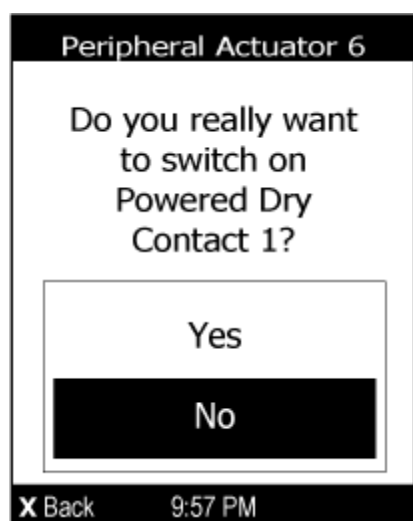 Peripheral Actuator 6
Do you really want
to switch on
Powered Dry
Contact 1?
Yes
No
X Back 9:57 PM